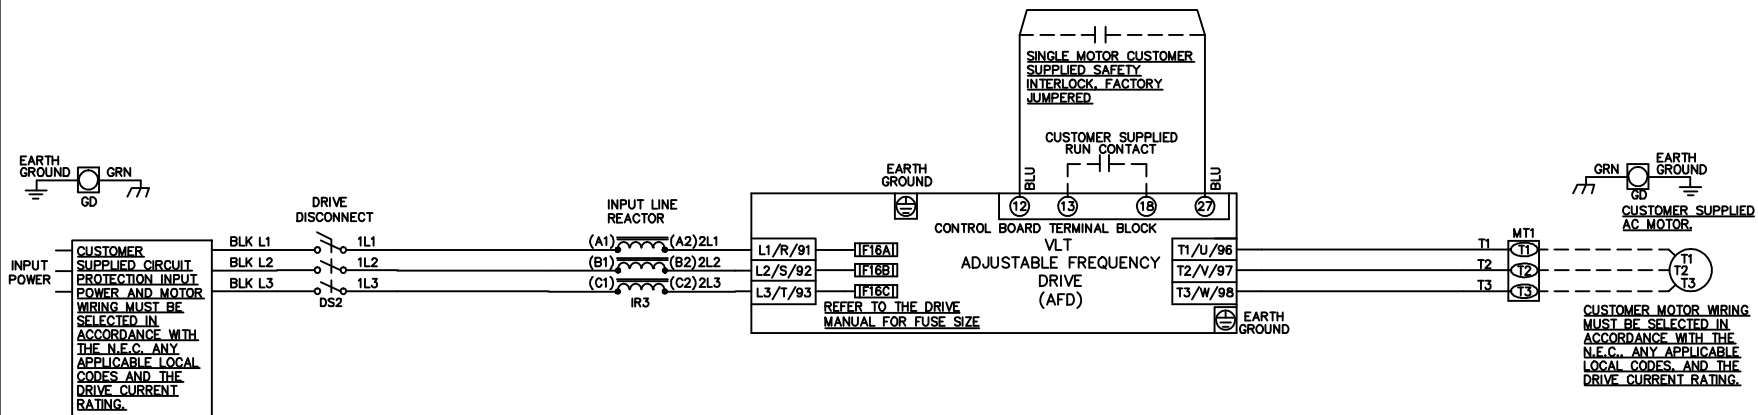 SINGLE MOTOR CUSTOMER
SUPPLIED SAFETY
INTERLOCK, FACTORY
JUMPERED
CUSTOMER SUPPLIED
RUN CONTACT
BLU
BLU
EARTH
GROUND
GRN
GD
EARTH
GROUND
12
13
18
27
CONTROL BOARD TERMINAL BLOCK
VLT
ADJUSTABLE FREQUENCY
DRIVE
(AFD)
INPUT
POWER
CUSTOMER
SUPPLIED CIRCUIT
PROTECTION INPUT
POWER AND MOTOR
WIRING MUST BE
SELECTED IN
ACCORDANCE WITH
THE N.E.C. ANY
APPLICABLE LOCAL
CODES AND THE
DRIVE CURRENT
RATING.
BLK L1
BLK L2
BLK L3
DRIVE
DISCONNECT
1L1
1L2
1L3
DS2
INPUT LINE
REACTOR
(A1) (A2) 2L1
(B1) (B2) 2L2
(C1) (C2) 2L3
IR3
L1/R/91 F16A
L2/S/92 F16B
L3/T/93 F16C
REFER TO THE DRIVE
MANUAL FOR FUSE SIZE
T1/U/96
T2/V/97
T3/W/98
EARTH
GROUND
MT1
T1 T1
T2 T2
T3 T3
GRN
GD
EARTH
GROUND
CUSTOMER SUPPLIED
AC MOTOR.
T1
T2
T3
CUSTOMER MOTOR WIRING
MUST BE SELECTED IN
ACCORDANCE WITH THE
N.E.C., ANY APPLICABLE
LOCAL CODES, AND THE
DRIVE CURRENT RATING.